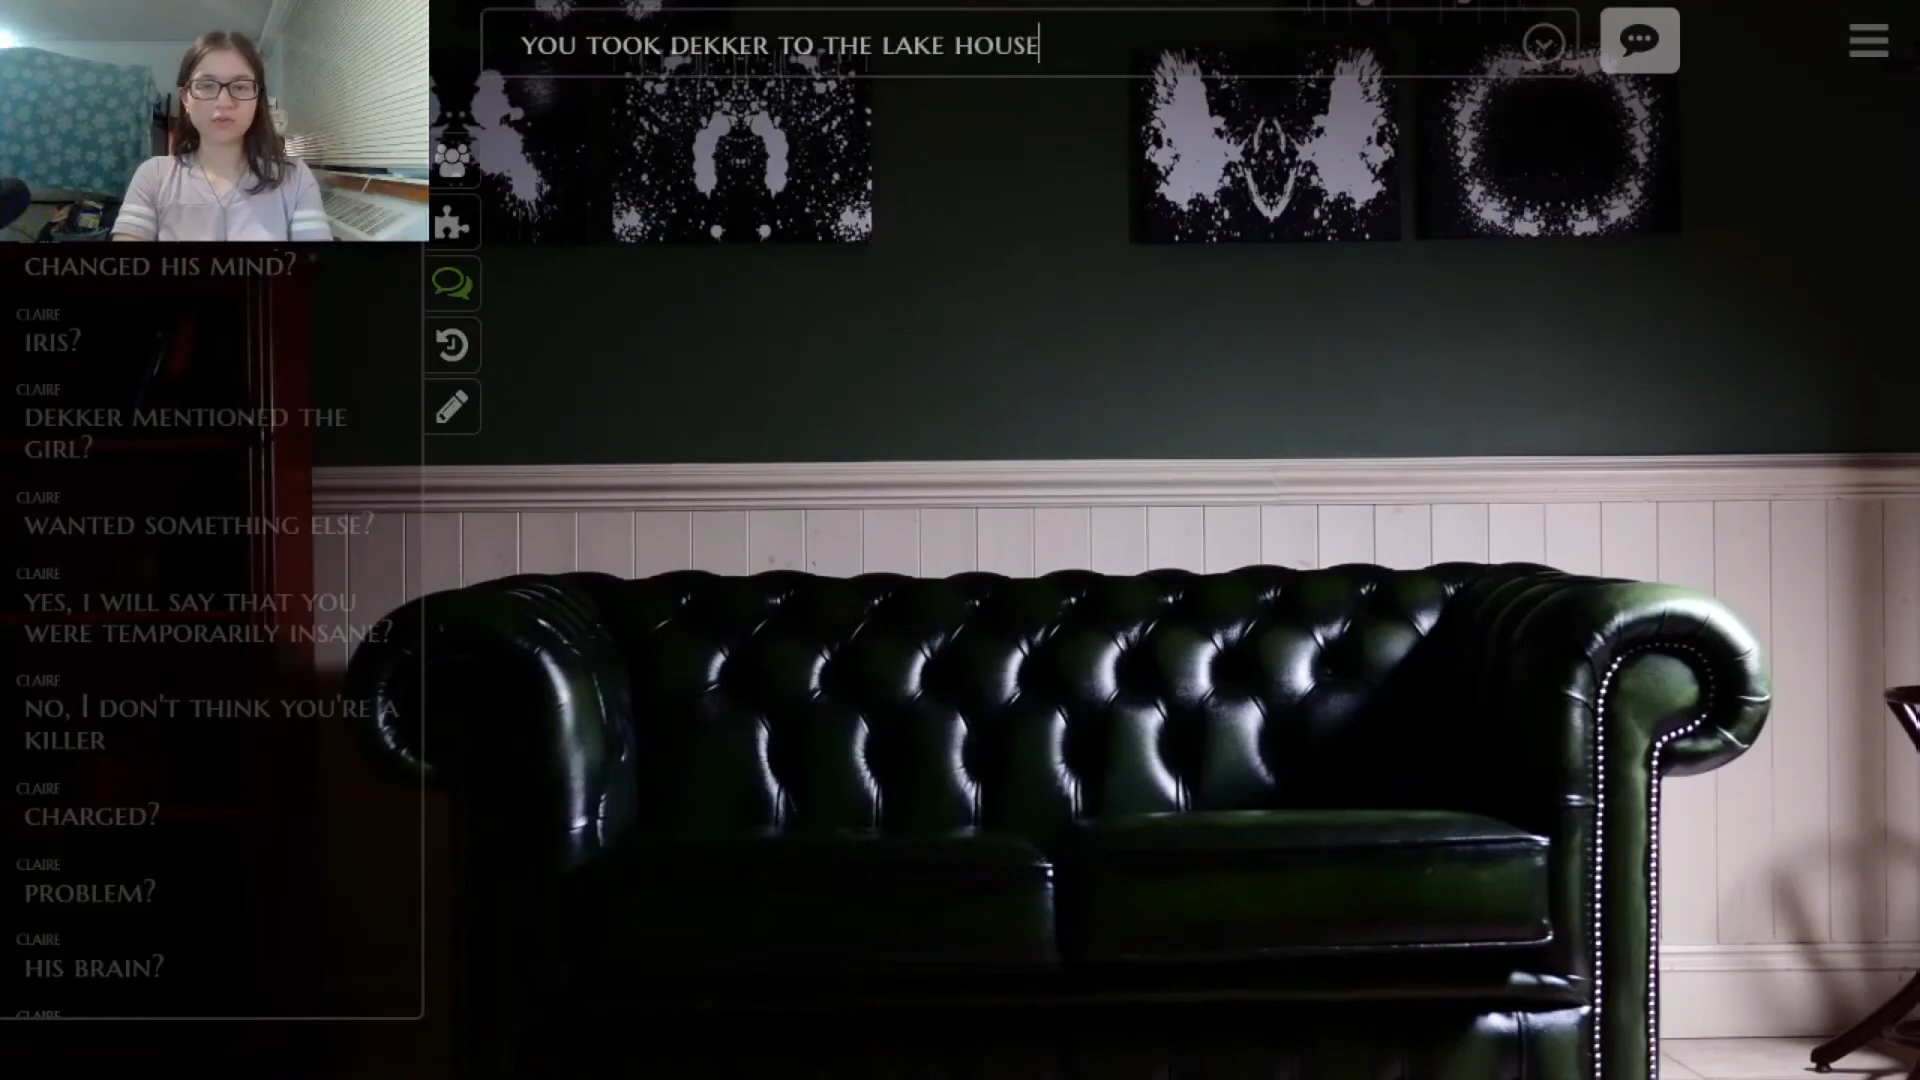 YOU TOOK DEKKER TO THE LAKE HOUSE
CHANGED HIS MIND?
CLAIRE
IRIS?
CLAIRE
DEKKER MENTIONED THE
GIRL?
CLAIRE
WANTED SOMETHING ELSE?
CLAIRE
YES, I WILL SAY THAT YOU
WERE TEMPORARILY INSANE?
CLAIRE
NO, I DON'T THINK YOU'RE A
KILLER
CLAIRE
CHARGED?
CLAIRE
PROBLEM?
CLAIRE
HIS BRAIN?
CLAIRE